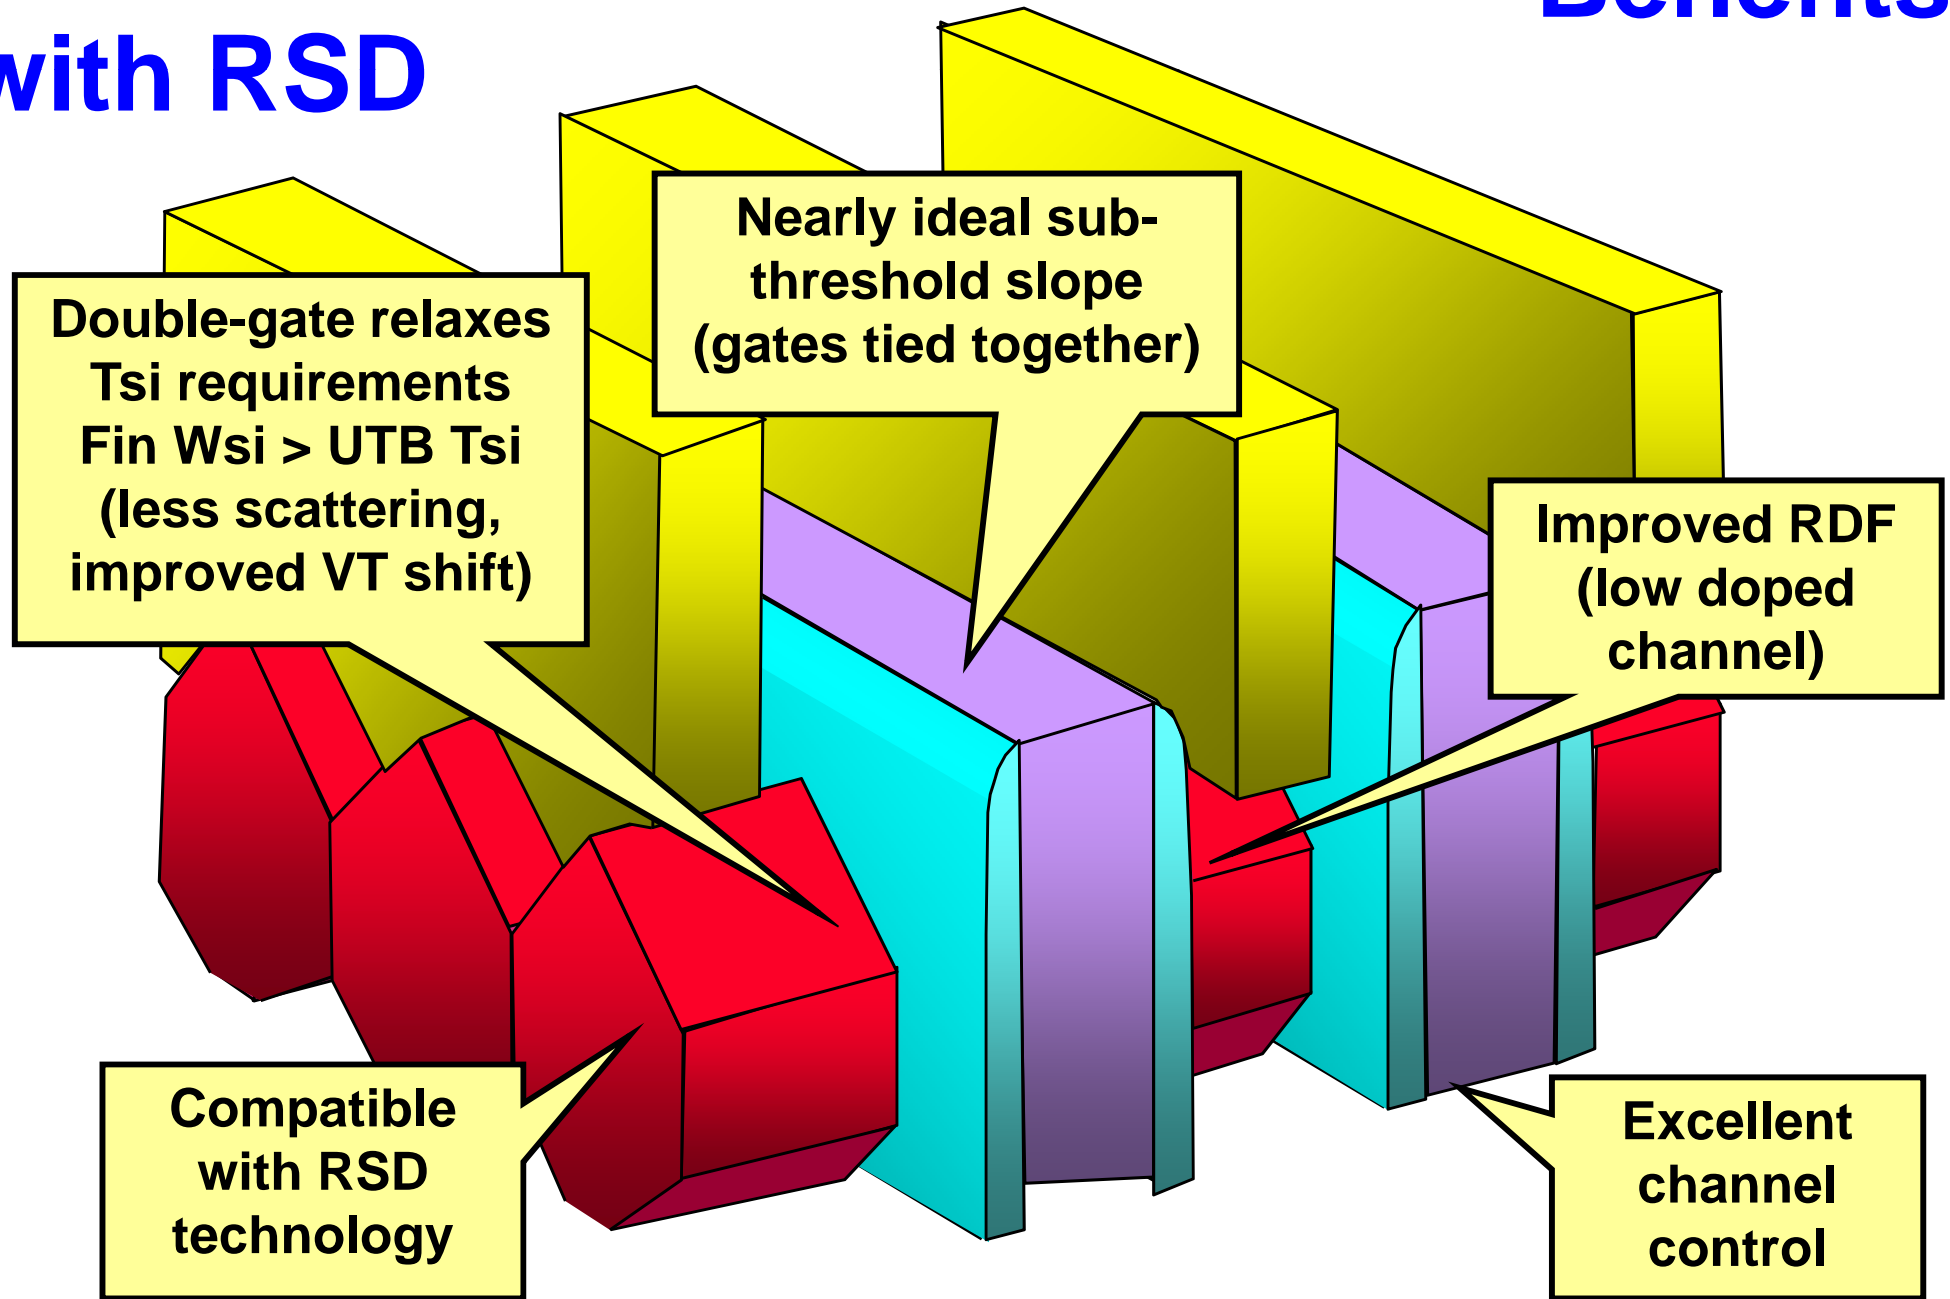 Benefits
with RSD
Nearly ideal sub-
threshold slope
(gates tied together)
Double-gate relaxes
Tsi requirements
Fin Wsi > UTB Tsi
(less scattering,
improved VT shift)
Improved RDF
(low doped
channel)
Compatible
with RSD
technology
Excellent
channel
control